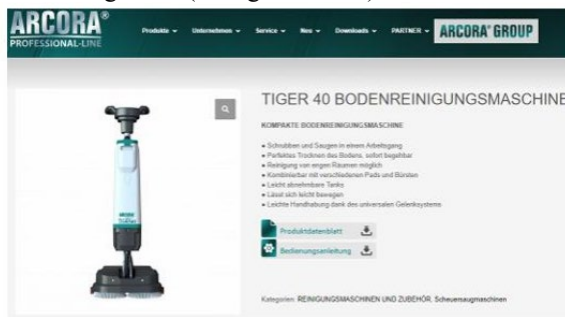 ARCORA®
PROFESSIONAL-LINE
Produkte Unternehmen Service Neu Downloads PARTNER ARCORA® GROUP
TIGER 40 BODENREINIGUNGSMASCHINE
KOMPAKTE BODENREINIGUNGSMASCHINE
• Schrubben und Saugen in einem Arbeitsgang
• Perfektes Trocknen des Bodens, sofort begehbar
• Reinigung von engen Räumen möglich
• Kombinierbar mit verschiedenen Pads und Bürsten
• Leicht abnehmbare Tanks
• Lässt sich leicht bewegen
• Leichte Handhabung dank des universalen Gelenksystems
Produktdatenblatt
Bedienungsanleitung
Kategorien: REINIGUNGSMASCHINEN UND ZUBEHÖR, Scheuersaugmaschinen